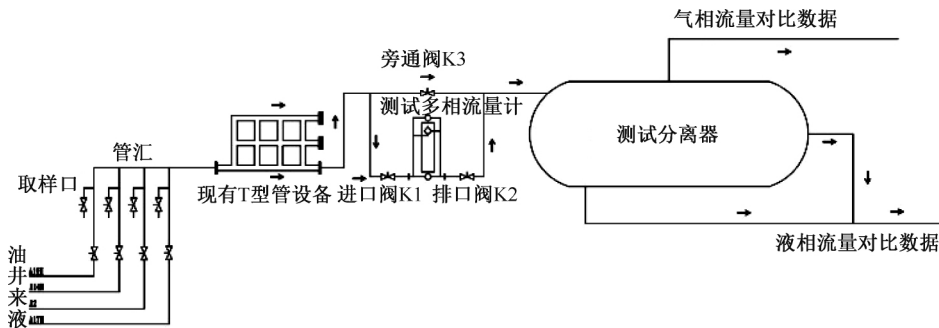 气相流量对比数据
旁通阀K3
测试多相流量计
测试分离器
管汇
取样口
现有T型管设备
进口阀K1
排口阀K2
液相流量对比数据
油井来液
A2